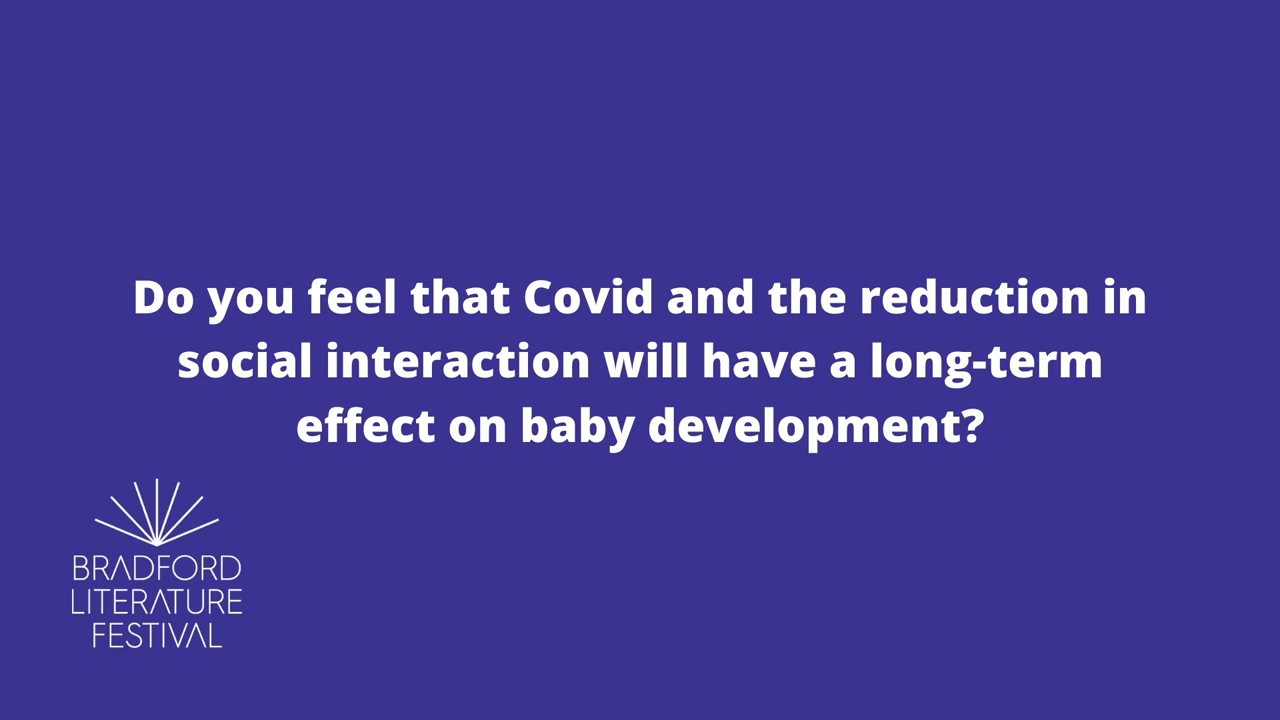 Do you feel that Covid and the reduction in
social interaction will have a long-term
effect on baby development?
BRADFORD
LITERATURE
FESTIVAL